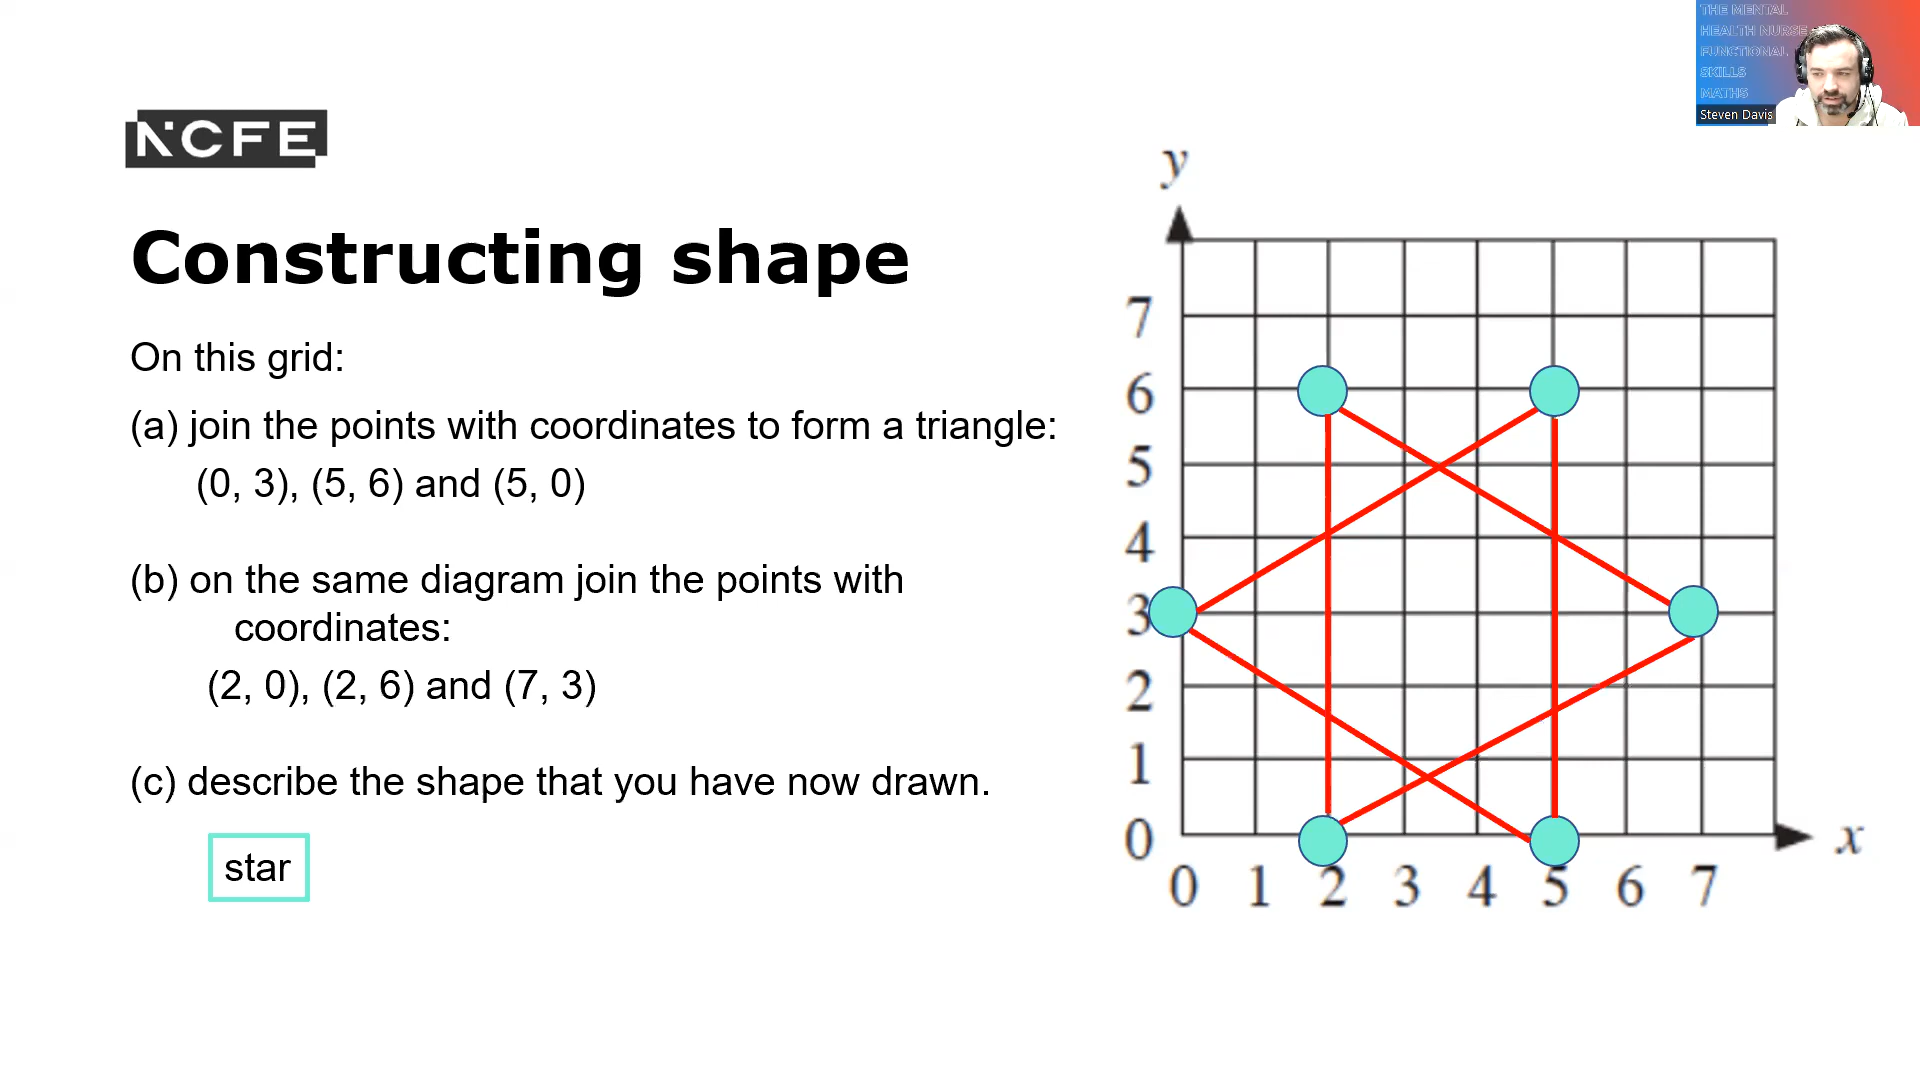 THE MENTAL
HEALTH NURSE
FUNCTIONAL
SKILLS
MATHS
Steven Davis
NCFE
Constructing shape
On this grid:
(a) join the points with coordinates to form a triangle:
(0, 3), (5, 6) and (5, 0)
(b) on the same diagram join the points with
coordinates:
(2, 0), (2, 6) and (7, 3)
(c) describe the shape that you have now drawn.
star
y
7
6
5
4
3
2
1
0
x
0 1 2 3 4 5 6 7